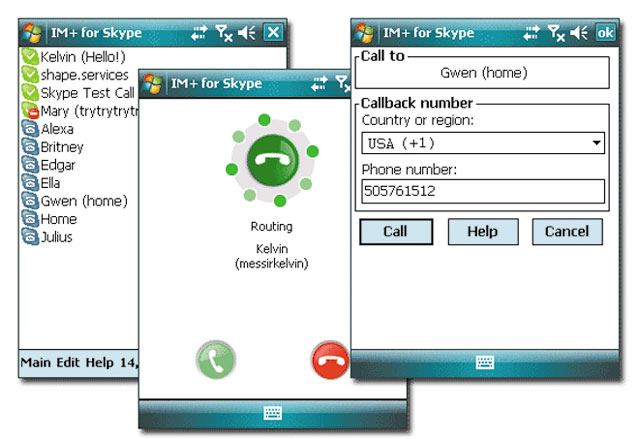 IM+ for Skype
Kelvin (Hello!)
shape.services
Skype Test Call
Mary (trytrytrytr
Alexa
Britney
Edgar
Ella
Gwen (home)
Home
Julius
Main Edit Help 14,
IM+ for Skype
Routing
Kelvin
(messirkelvin)
IM+ for Skype
ok
Call to
Gwen (home)
Callback number
Country or region:
USA (+1)
Phone number:
505761512
Call Help Cancel